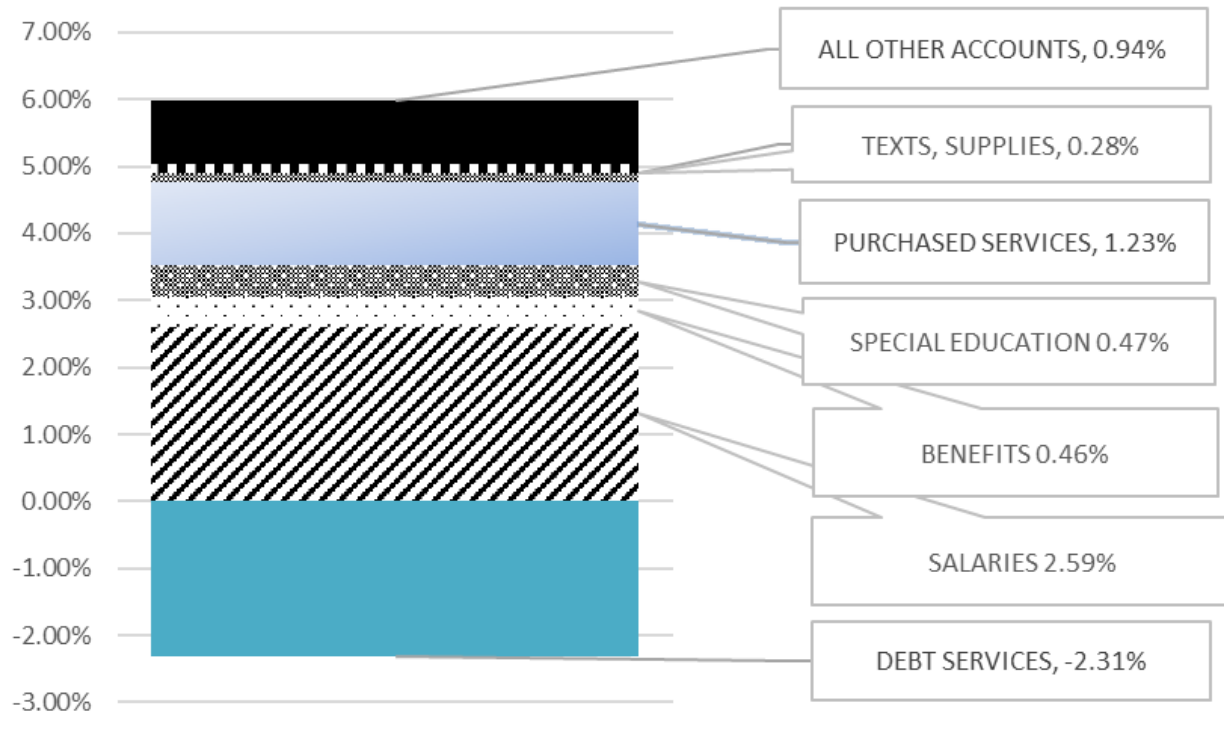 7.00%
6.00%
5.00%
4.00%
3.00%
2.00%
1.00%
0.00%
-1.00%
-2.00%
-3.00%
ALL OTHER ACCOUNTS, 0.94%
TEXTS, SUPPLIES, 0.28%
PURCHASED SERVICES, 1.23%
SPECIAL EDUCATION 0.47%
BENEFITS 0.46%
SALARIES 2.59%
DEBT SERVICES, -2.31%